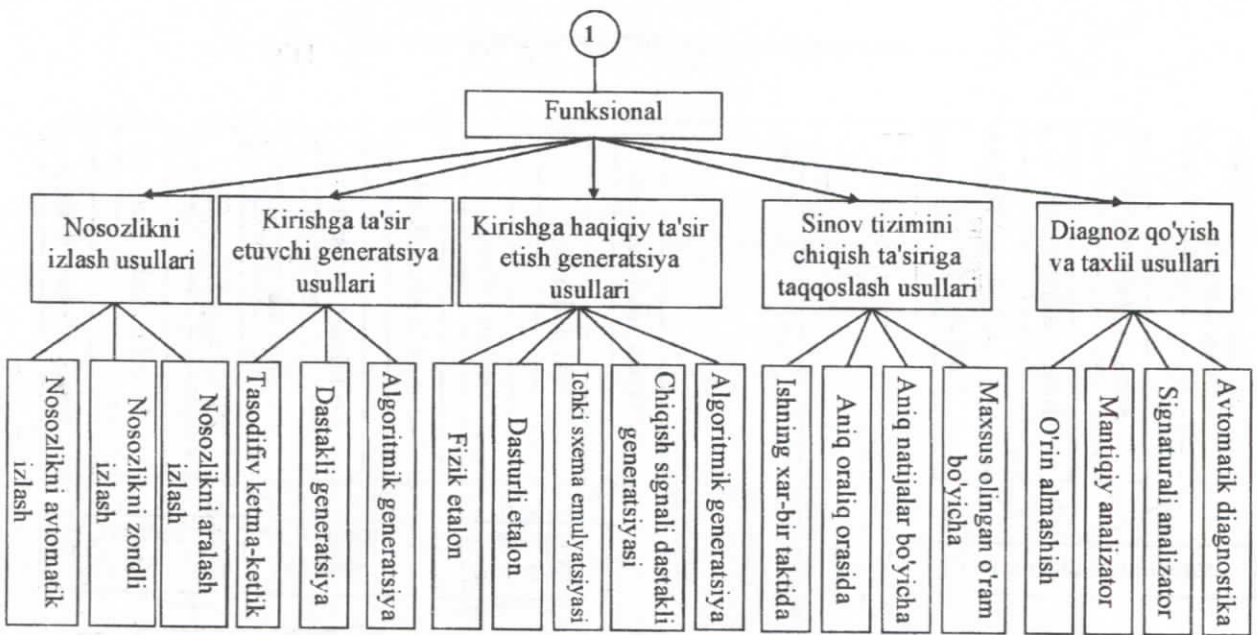 1
Funksional
Nosozlikni
izlash usullari
Kirishga ta'sir
etuvchi generatsiya
usullari
Kirishga haqiqiy ta'sir
etish generatsiya
usullari
Sinov tizimini
chiqish ta'siriga
taqqoslash usullari
Diagnoz qo'yish
va taxlil usullari
Nosozlikni avtomatik
izlash
Nosozlikni zondli
izlash
Nosozlikni aralash
izlash
Tasodifiy ketma-ketlik
Dastakli generatsiya
Algoritmik generatsiya
Fizik etalon
Dasturli etalon
Ichki sxema emulyatsiyasi
Chiqish signali dastakli
generatsiyasi
Algoritmik generatsiya
Ishning xar-bir taktida
Aniq oraliq orasida
Aniq natijalar bo'yicha
Maxsus olingan o'ram
bo'yicha
O'rin almashish
Mantiqiy analizator
Signaturali analizator
Avtomatik diagnostika